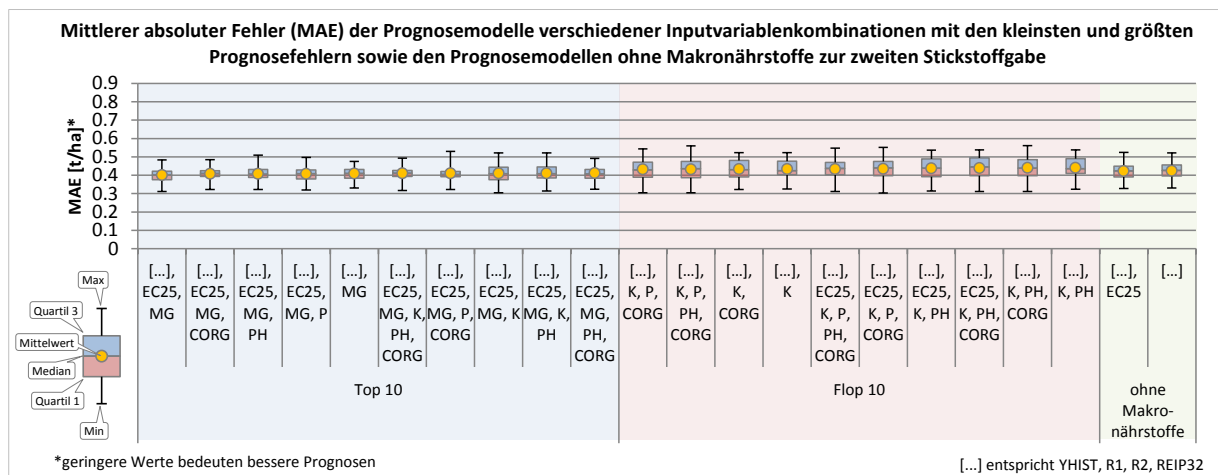 Mittlerer absoluter Fehler (MAE) der Prognosemodelle verschiedener Inputvariablenkombinationen mit den kleinsten und größten
Prognosefehlern sowie den Prognosemodellen ohne Makronährstoffe zur zweiten Stickstoffgabe
MAE [t/ha]*
0.9
0.8
0.7
0.6
0.5
0.4
0.3
0.2
0.1
0
[...], EC25, MG
[...], EC25, MG, CORG
[...], EC25, MG, PH
[...], EC25, MG, P
[...], MG
[...], EC25, MG, K, PH, CORG
[...], EC25, MG, P, CORG
[...], EC25, MG, K
[...], EC25, MG, K, PH
[...], EC25, MG, PH, CORG
[...], K, P, CORG
[...], K, P, PH, CORG
[...], K, CORG
[...], K
[...], EC25, K, P, PH, CORG
[...], EC25, K, P, CORG
[...], EC25, K, PH
[...], EC25, K, PH, CORG
[...], K, PH, CORG
[...], K, PH
[...], EC25
[...]
Top 10
Flop 10
ohne
Makro-
nährstoffe
Max
Quartil 3
Mittelwert
Median
Quartil 1
Min
*geringere Werte bedeuten bessere Prognosen
[...] entspricht YHIST, R1, R2, REIP32